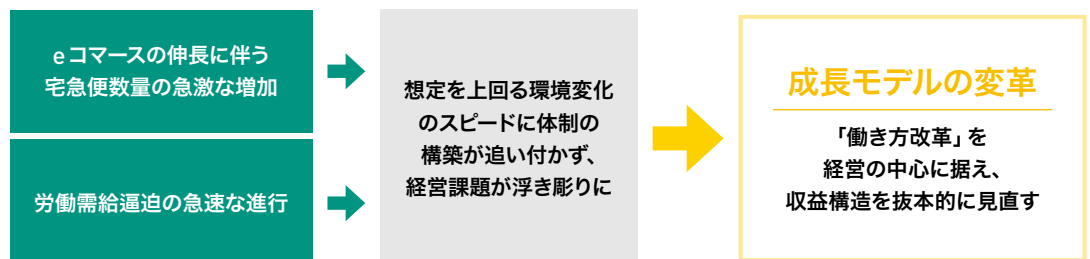 eコマースの伸長に伴う
宅急便数量の急激な増加
労働需給逼迫の急速な進行
想定を上回る環境変化
のスピードに体制の
構築が追い付かず、
経営課題が浮き彫りに
成長モデルの変革
「働き方改革」を
経営の中心に据え、
収益構造を抜本的に見直す